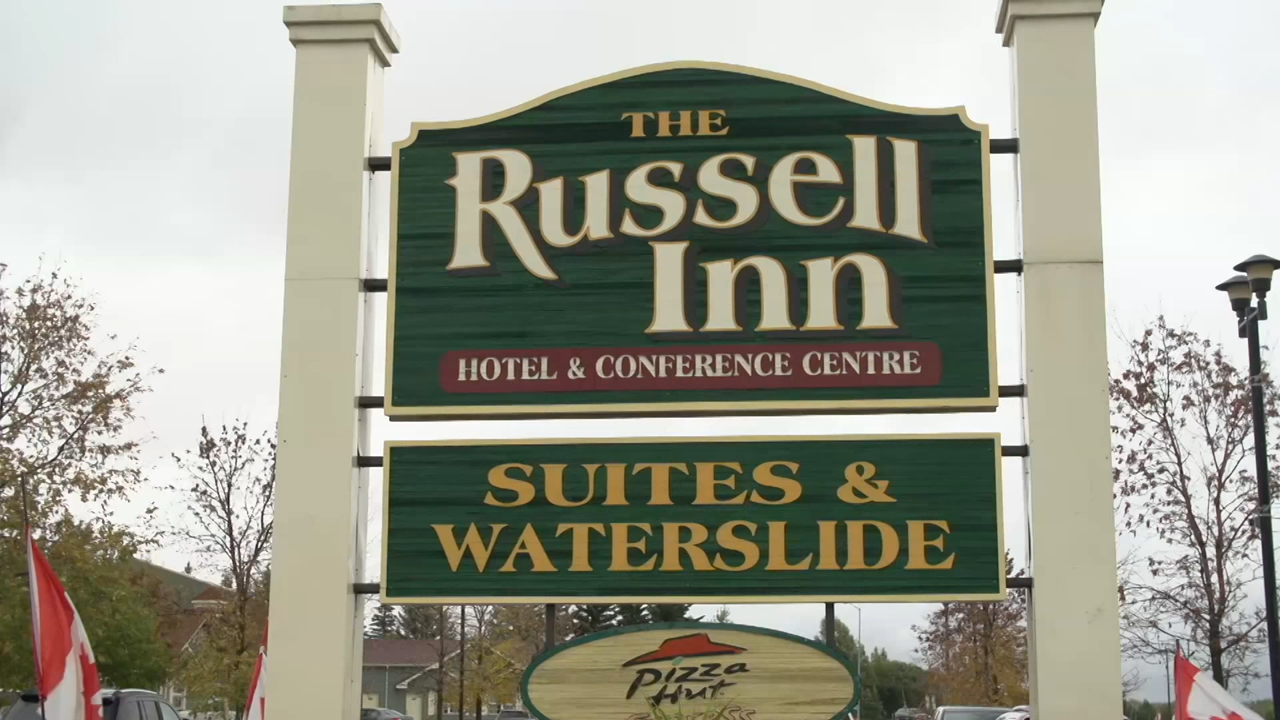 THE
Russell
Inn
HOTEL & CONFERENCE CENTRE
SUITES &
WATERSLIDE
Pizza
Hut